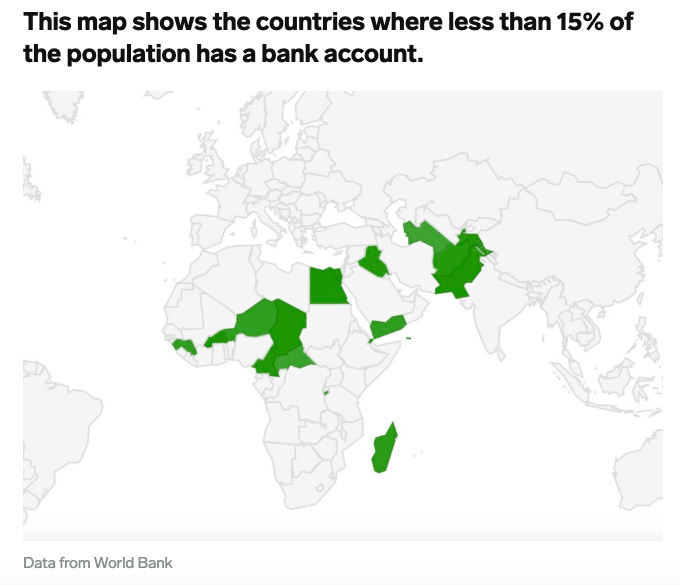 This map shows the countries where less than 15% of
the population has a bank account.
Data from World Bank